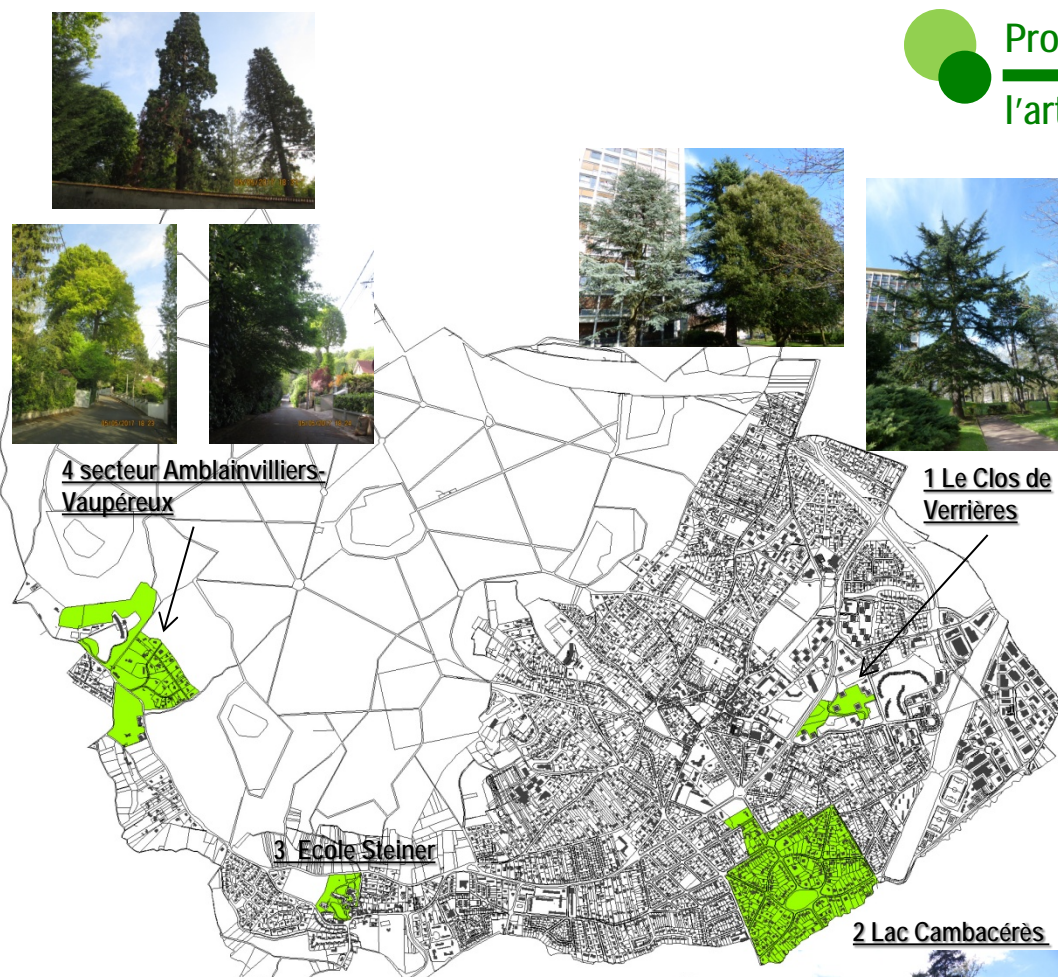 Pro
l'art
4 secteur Amblainvilliers-
Vaupéreux
1 Le Clos de
Verrières
3 Ecole Steiner
2 Lac Cambacérès